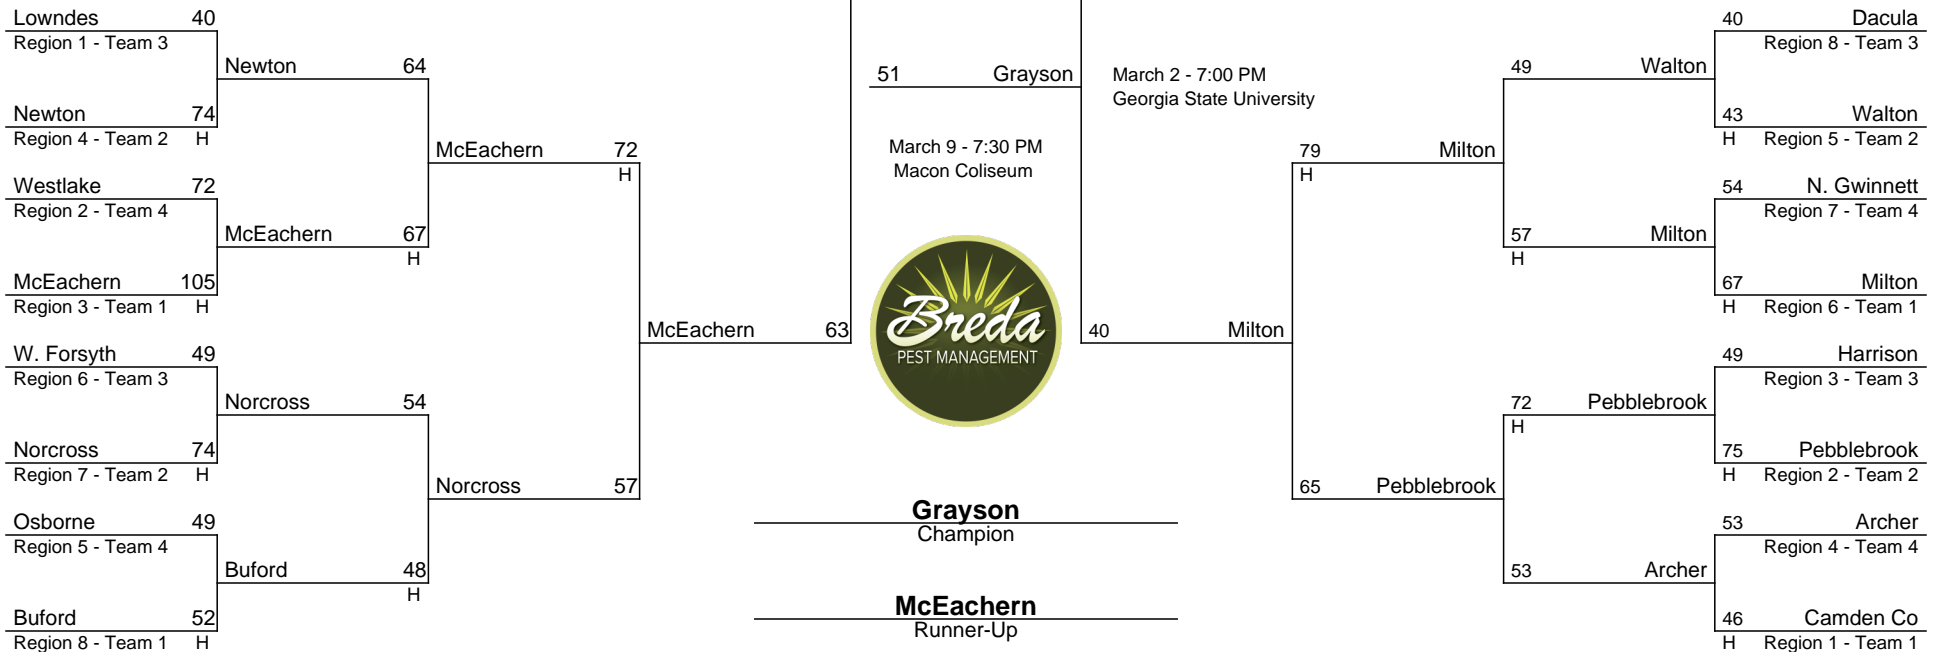 Lowndes 40
Region 1 - Team 3
Newton 64
Newton 74
Region 4 - Team 2 H
McEachern 72
H
Westlake 72
Region 2 - Team 4
McEachern 67
H
McEachern 105
Region 3 - Team 1 H
McEachern 63
W. Forsyth 49
Region 6 - Team 3
Norcross 54
Norcross 74
Region 7 - Team 2 H
Norcross 57
Osborne 49
Region 5 - Team 4
Buford 48
H
Buford 52
Region 8 - Team 1 H
51 Grayson
March 9 - 7:30 PM
Macon Coliseum
Breda
PEST MANAGEMENT
Grayson
Champion
McEachern
Runner-Up
March 2 - 7:00 PM
Georgia State University
40 Milton
79 Milton
H
65 Pebblebrook
49 Walton
57 Milton
H
72 Pebblebrook
H
53 Archer
40 Dacula
Region 8 - Team 3
43 Walton
H Region 5 - Team 2
54 N. Gwinnett
Region 7 - Team 4
67 Milton
H Region 6 - Team 1
49 Harrison
Region 3 - Team 3
75 Pebblebrook
H Region 2 - Team 2
53 Archer
Region 4 - Team 4
46 Camden Co
H Region 1 - Team 1